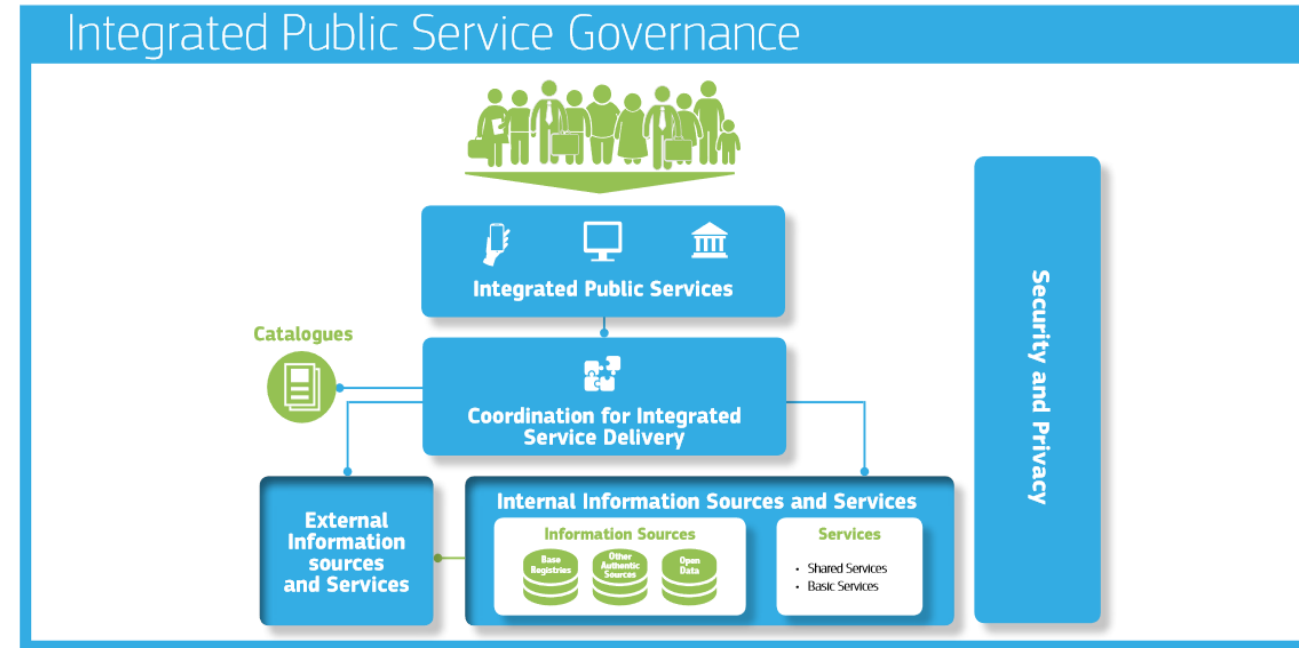 Integrated Public Service Governance
Integrated Public Services
Catalogues
Coordination for Integrated
Service Delivery
External
Information
sources
and Services
Internal Information Sources and Services
Information Sources
Base
Registries
Other
Authentic
Sources
Open
Data
Services
• Shared Services
• Basic Services
Security and Privacy